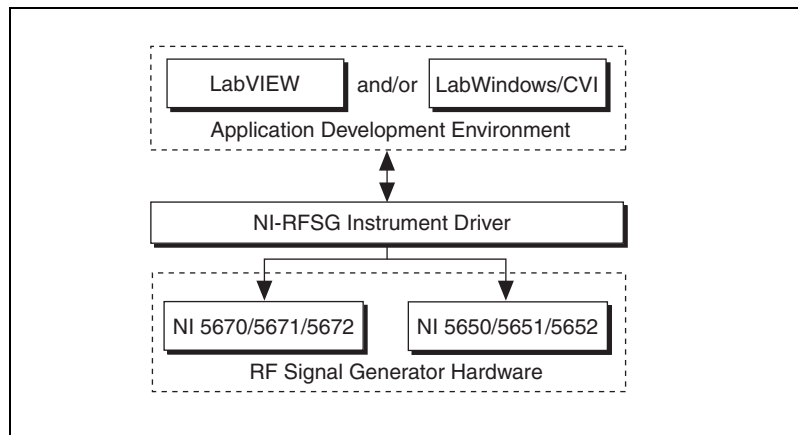 LabVIEW and/or LabWindows/CVI
Application Development Environment
NI-RFSG Instrument Driver
NI 5670/5671/5672 NI 5650/5651/5652
RF Signal Generator Hardware